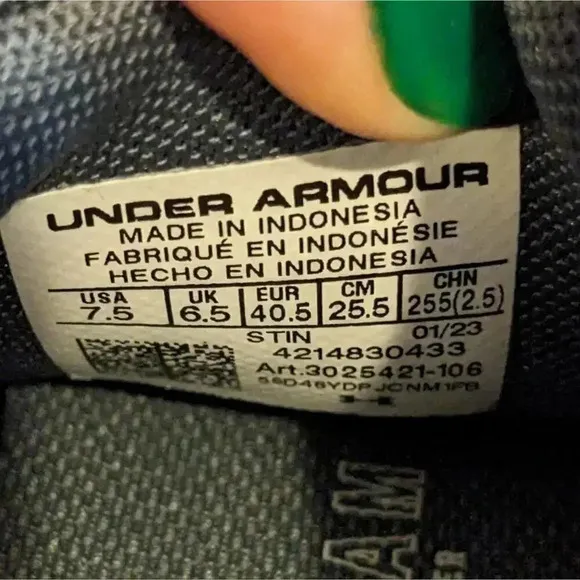 UNDER ARMOUR
MADE IN INDONESIA
FABRIQUÉ EN INDONÉSIE
HECHO EN INDONESIA
USA UK EUR CM CHN
7.5 6.5 40.5 25.5 255(2.5)
STIN 01/23
4214830433
Art.3025421-106
AM